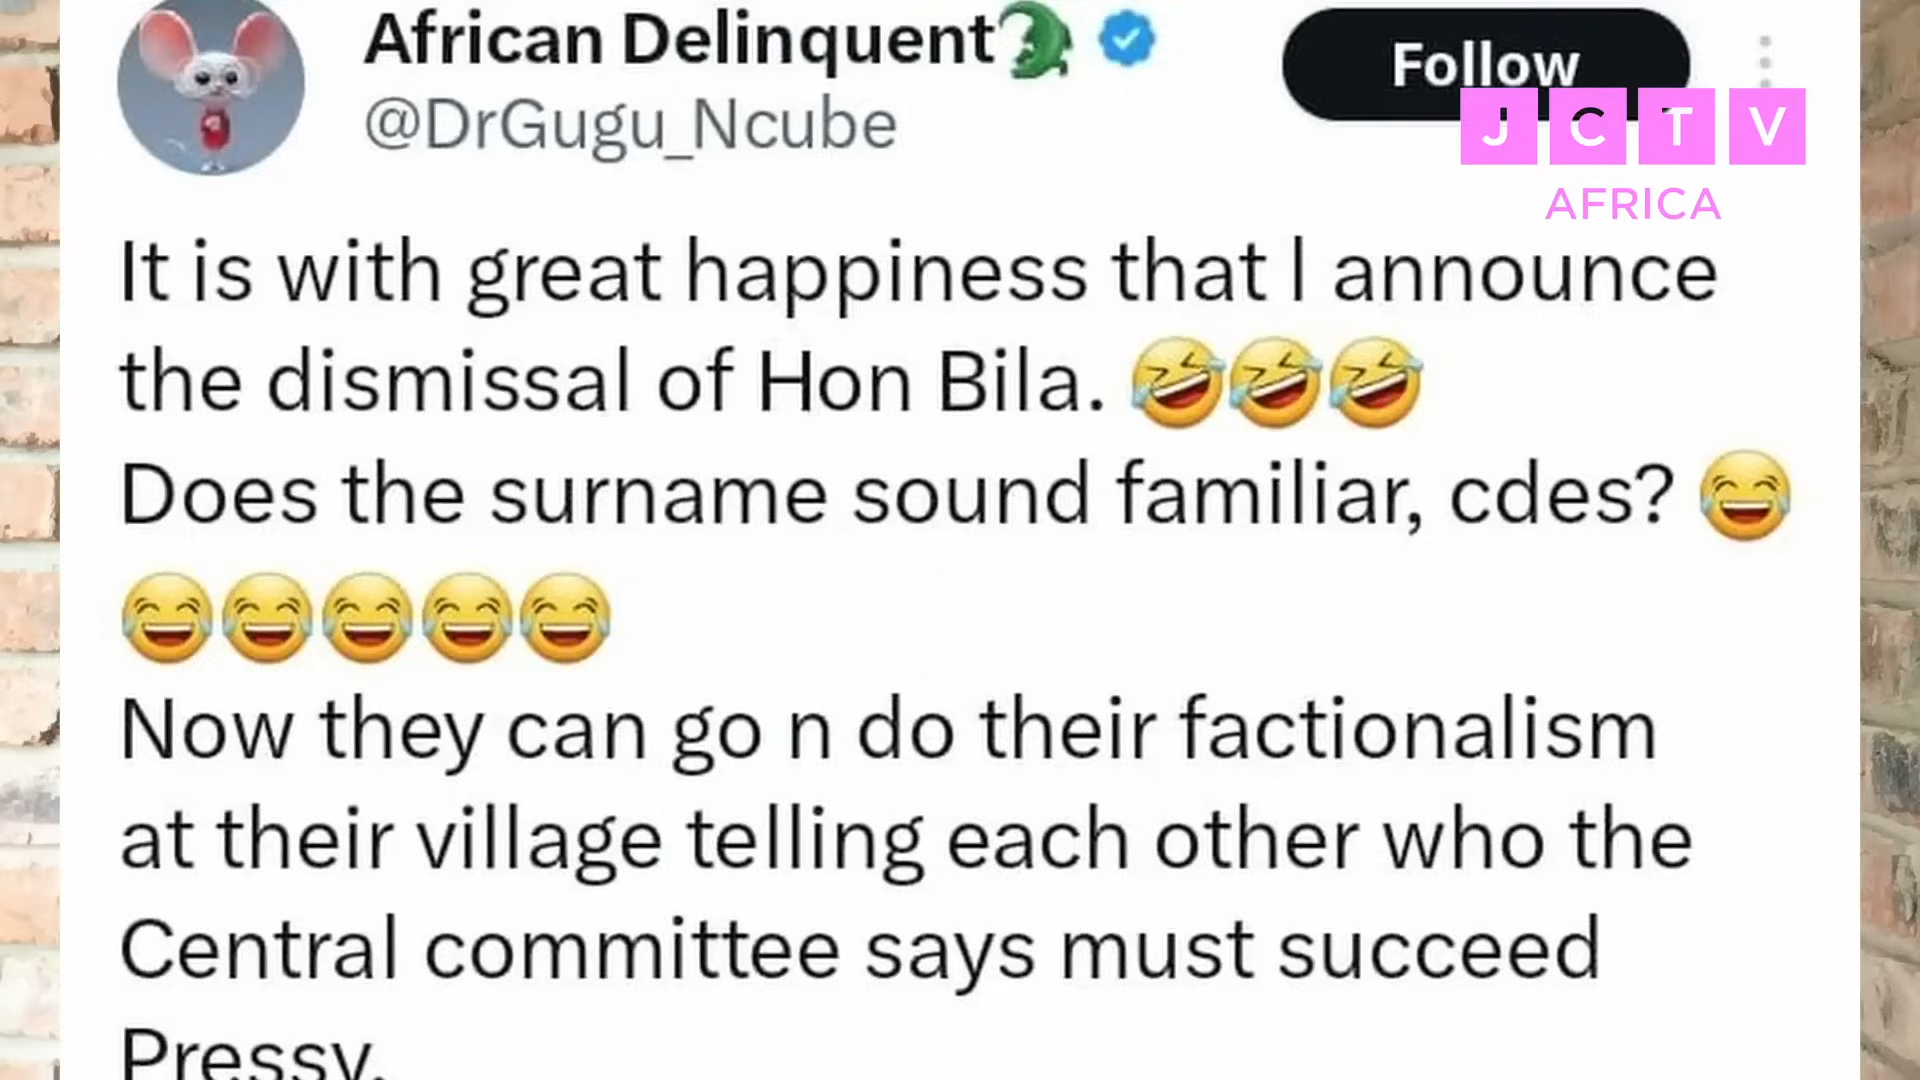 African Delinquent🐊
@DrGugu_Ncube
Follow
J C T V
AFRICA
It is with great happiness that I announce
the dismissal of Hon Bila. 🤣🤣🤣
Does the surname sound familiar, cdes? 😂
😂😂😂😂😂
Now they can go n do their factionalism
at their village telling each other who the
Central committee says must succeed
Pressy.